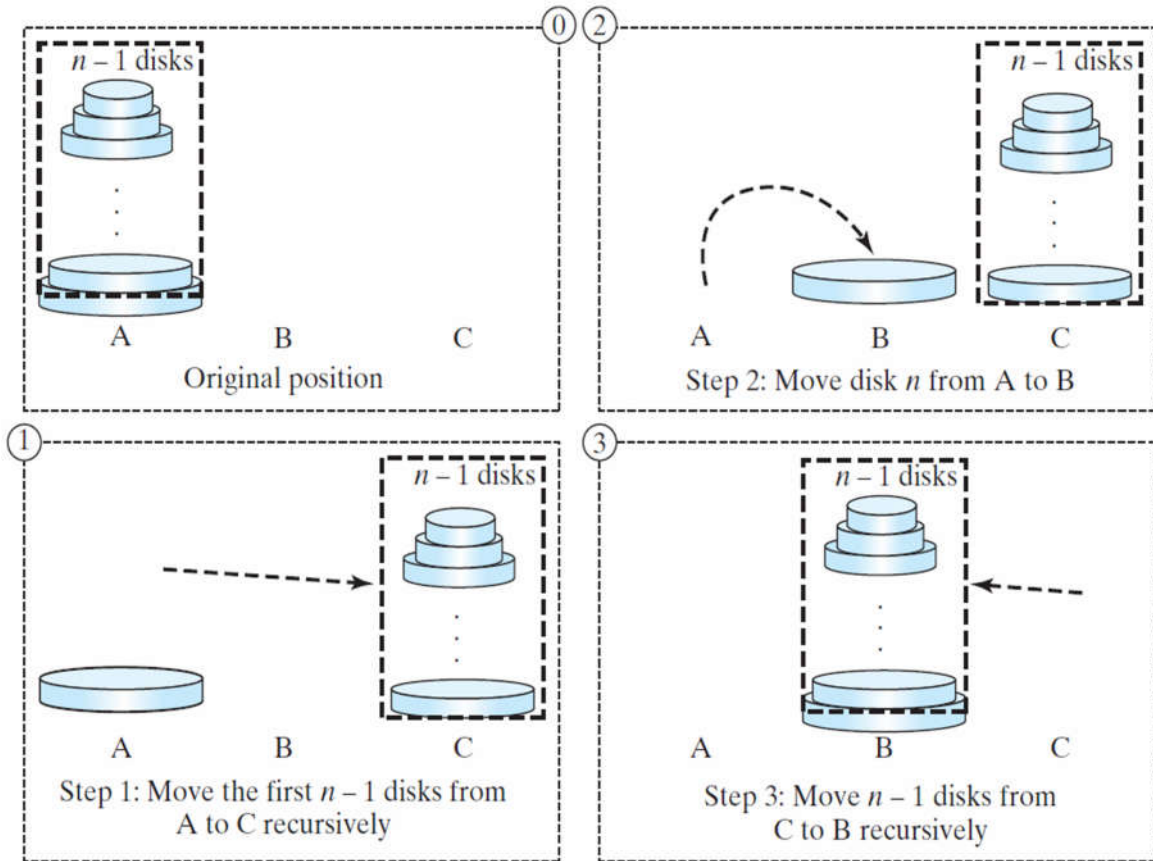 0
n – 1 disks
A B C
Original position
2
n – 1 disks
A B C
Step 2: Move disk n from A to B
1
n – 1 disks
A B C
Step 1: Move the first n – 1 disks from
A to C recursively
3
n – 1 disks
A B C
Step 3: Move n – 1 disks from
C to B recursively